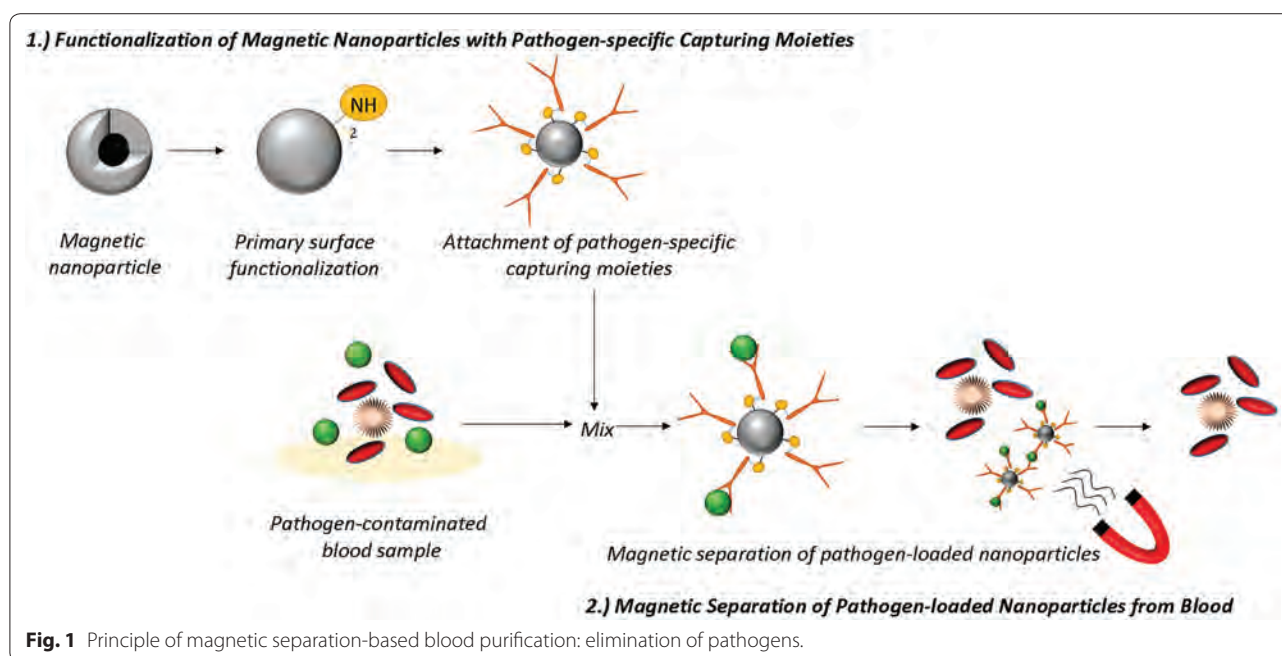 1.) Functionalization of Magnetic Nanoparticles with Pathogen-specific Capturing Moieties
NH
2
Magnetic
nanoparticle
Primary surface
functionalization
Attachment of pathogen-specific
capturing moieties
Mix
Pathogen-contaminated
blood sample
Magnetic separation of pathogen-loaded nanoparticles
2.) Magnetic Separation of Pathogen-loaded Nanoparticles from Blood
Fig. 1 Principle of magnetic separation-based blood purification: elimination of pathogens.